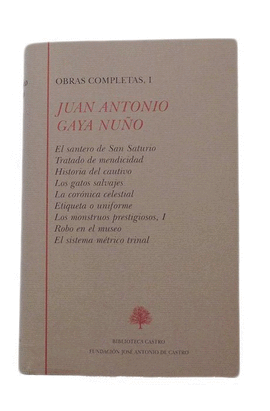 OBRAS COMPLETAS, I
JUAN ANTONIO
GAYA NUÑO
El santero de San Saturio
Tratado de mendicidad
Historia del cautivo
Los gatos salvajes
La corónica celestial
Etiqueta o uniforme
Los monstruos prestigiosos, I
Robo en el museo
El sistema métrico trinal
BIBLIOTECA CASTRO
FUNDACIÓN JOSÉ ANTONIO DE CASTRO